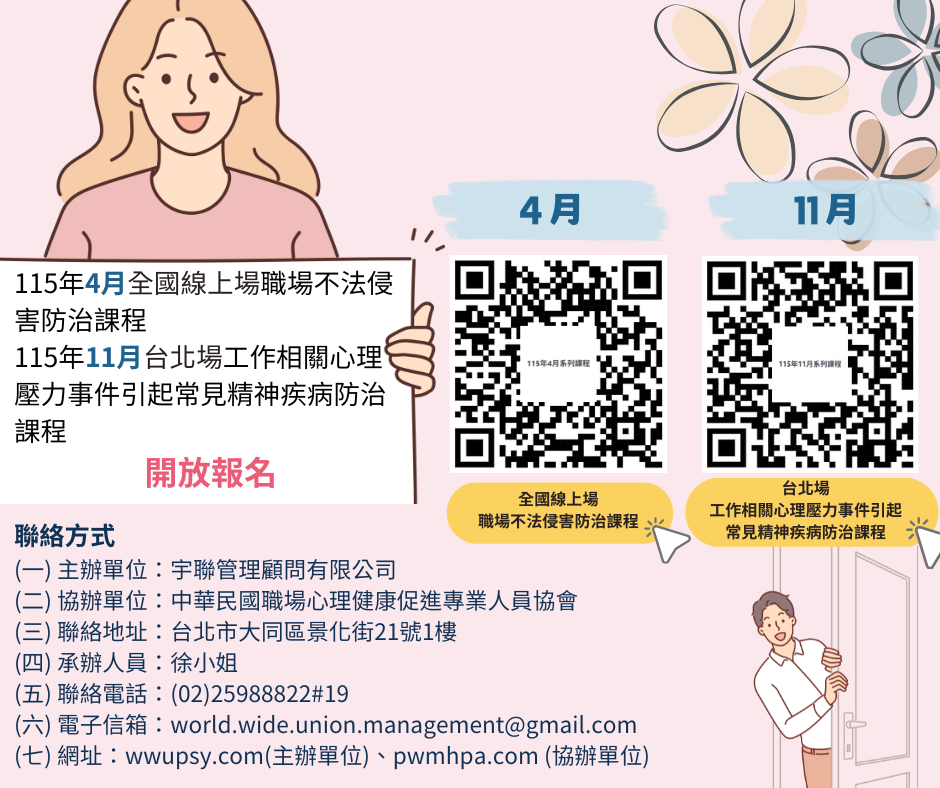 4 月
11 月
115年4月全國線上場職場不法侵
害防治課程
115年11月台北場工作相關心理
壓力事件引起常見精神疾病防治
課程
開放報名
115年4月系列課程
115年11月系列課程
全國線上場
職場不法侵害防治課程
台北場
工作相關心理壓力事件引起
常見精神疾病防治課程
聯絡方式
(一) 主辦單位：宇聯管理顧問有限公司
(二) 協辦單位：中華民國職場心理健康促進專業人員協會
(三) 聯絡地址：台北市大同區景化街21號1樓
(四) 承辦人員：徐小姐
(五) 聯絡電話：(02)25988822#19
(六) 電子信箱：world.wide.union.management@gmail.com
(七) 網址：wwupsy.com(主辦單位)、pwmhpa.com (協辦單位)